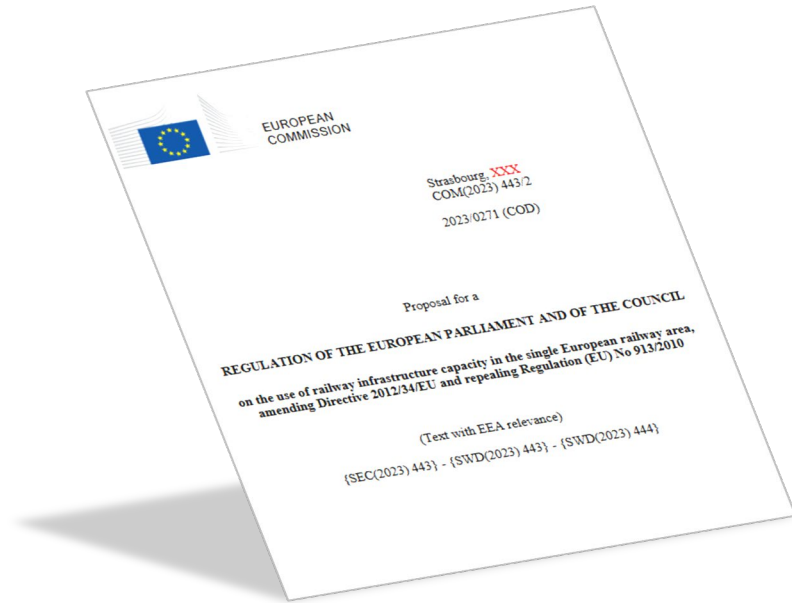 EUROPEAN
COMMISSION
Strasbourg, XXX
COM(2023) 443/2
2023/0271 (COD)
Proposal for a
REGULATION OF THE EUROPEAN PARLIAMENT AND OF THE COUNCIL
on the use of railway infrastructure capacity in the single European railway area,
amending Directive 2012/34/EU and repealing Regulation (EU) No 913/2010
(Text with EEA relevance)
{SEC(2023) 443} - {SWD(2023) 443} - {SWD(2023) 444}